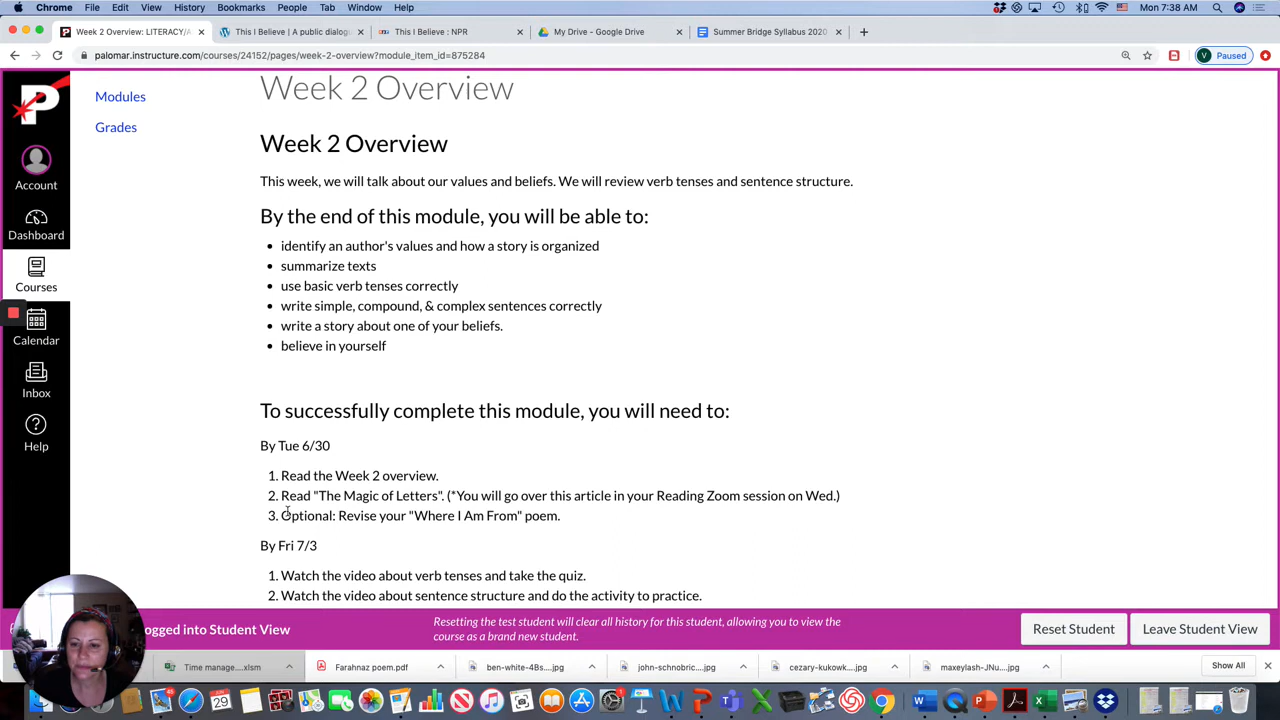 Chrome File Edit View History Bookmarks People Tab Window Help
Mon 7:38 AM
Week 2 Overview: LITERACY/A
This I Believe | A public dialog
This I Believe : NPR
My Drive - Google Drive
Summer Bridge Syllabus 2020
palomar.instructure.com/courses/24152/pages/week-2-overview?module_item_id=875284
V Paused
P
Account
Dashboard
Courses
Calendar
Inbox
Help
Modules
Grades
Week 2 Overview
Week 2 Overview
This week, we will talk about our values and beliefs. We will review verb tenses and sentence structure.
By the end of this module, you will be able to:
• identify an author's values and how a story is organized
• summarize texts
• use basic verb tenses correctly
• write simple, compound, & complex sentences correctly
• write a story about one of your beliefs.
• believe in yourself
To successfully complete this module, you will need to:
By Tue 6/30
1. Read the Week 2 overview.
2. Read "The Magic of Letters". (*You will go over this article in your Reading Zoom session on Wed.)
3. Optional: Revise your "Where I Am From" poem.
By Fri 7/3
1. Watch the video about verb tenses and take the quiz.
2. Watch the video about sentence structure and do the activity to practice.
ogged into Student View
Resetting the test student will clear all history for this student, allowing you to view the
course as a brand new student.
Reset Student
Leave Student View
Time manage....xlsm
Farahnaz poem.pdf
ben-white-4Bs....jpg
john-schnobric....jpg
cezary-kukowk....jpg
maxeylash-JNu....jpg
Show All